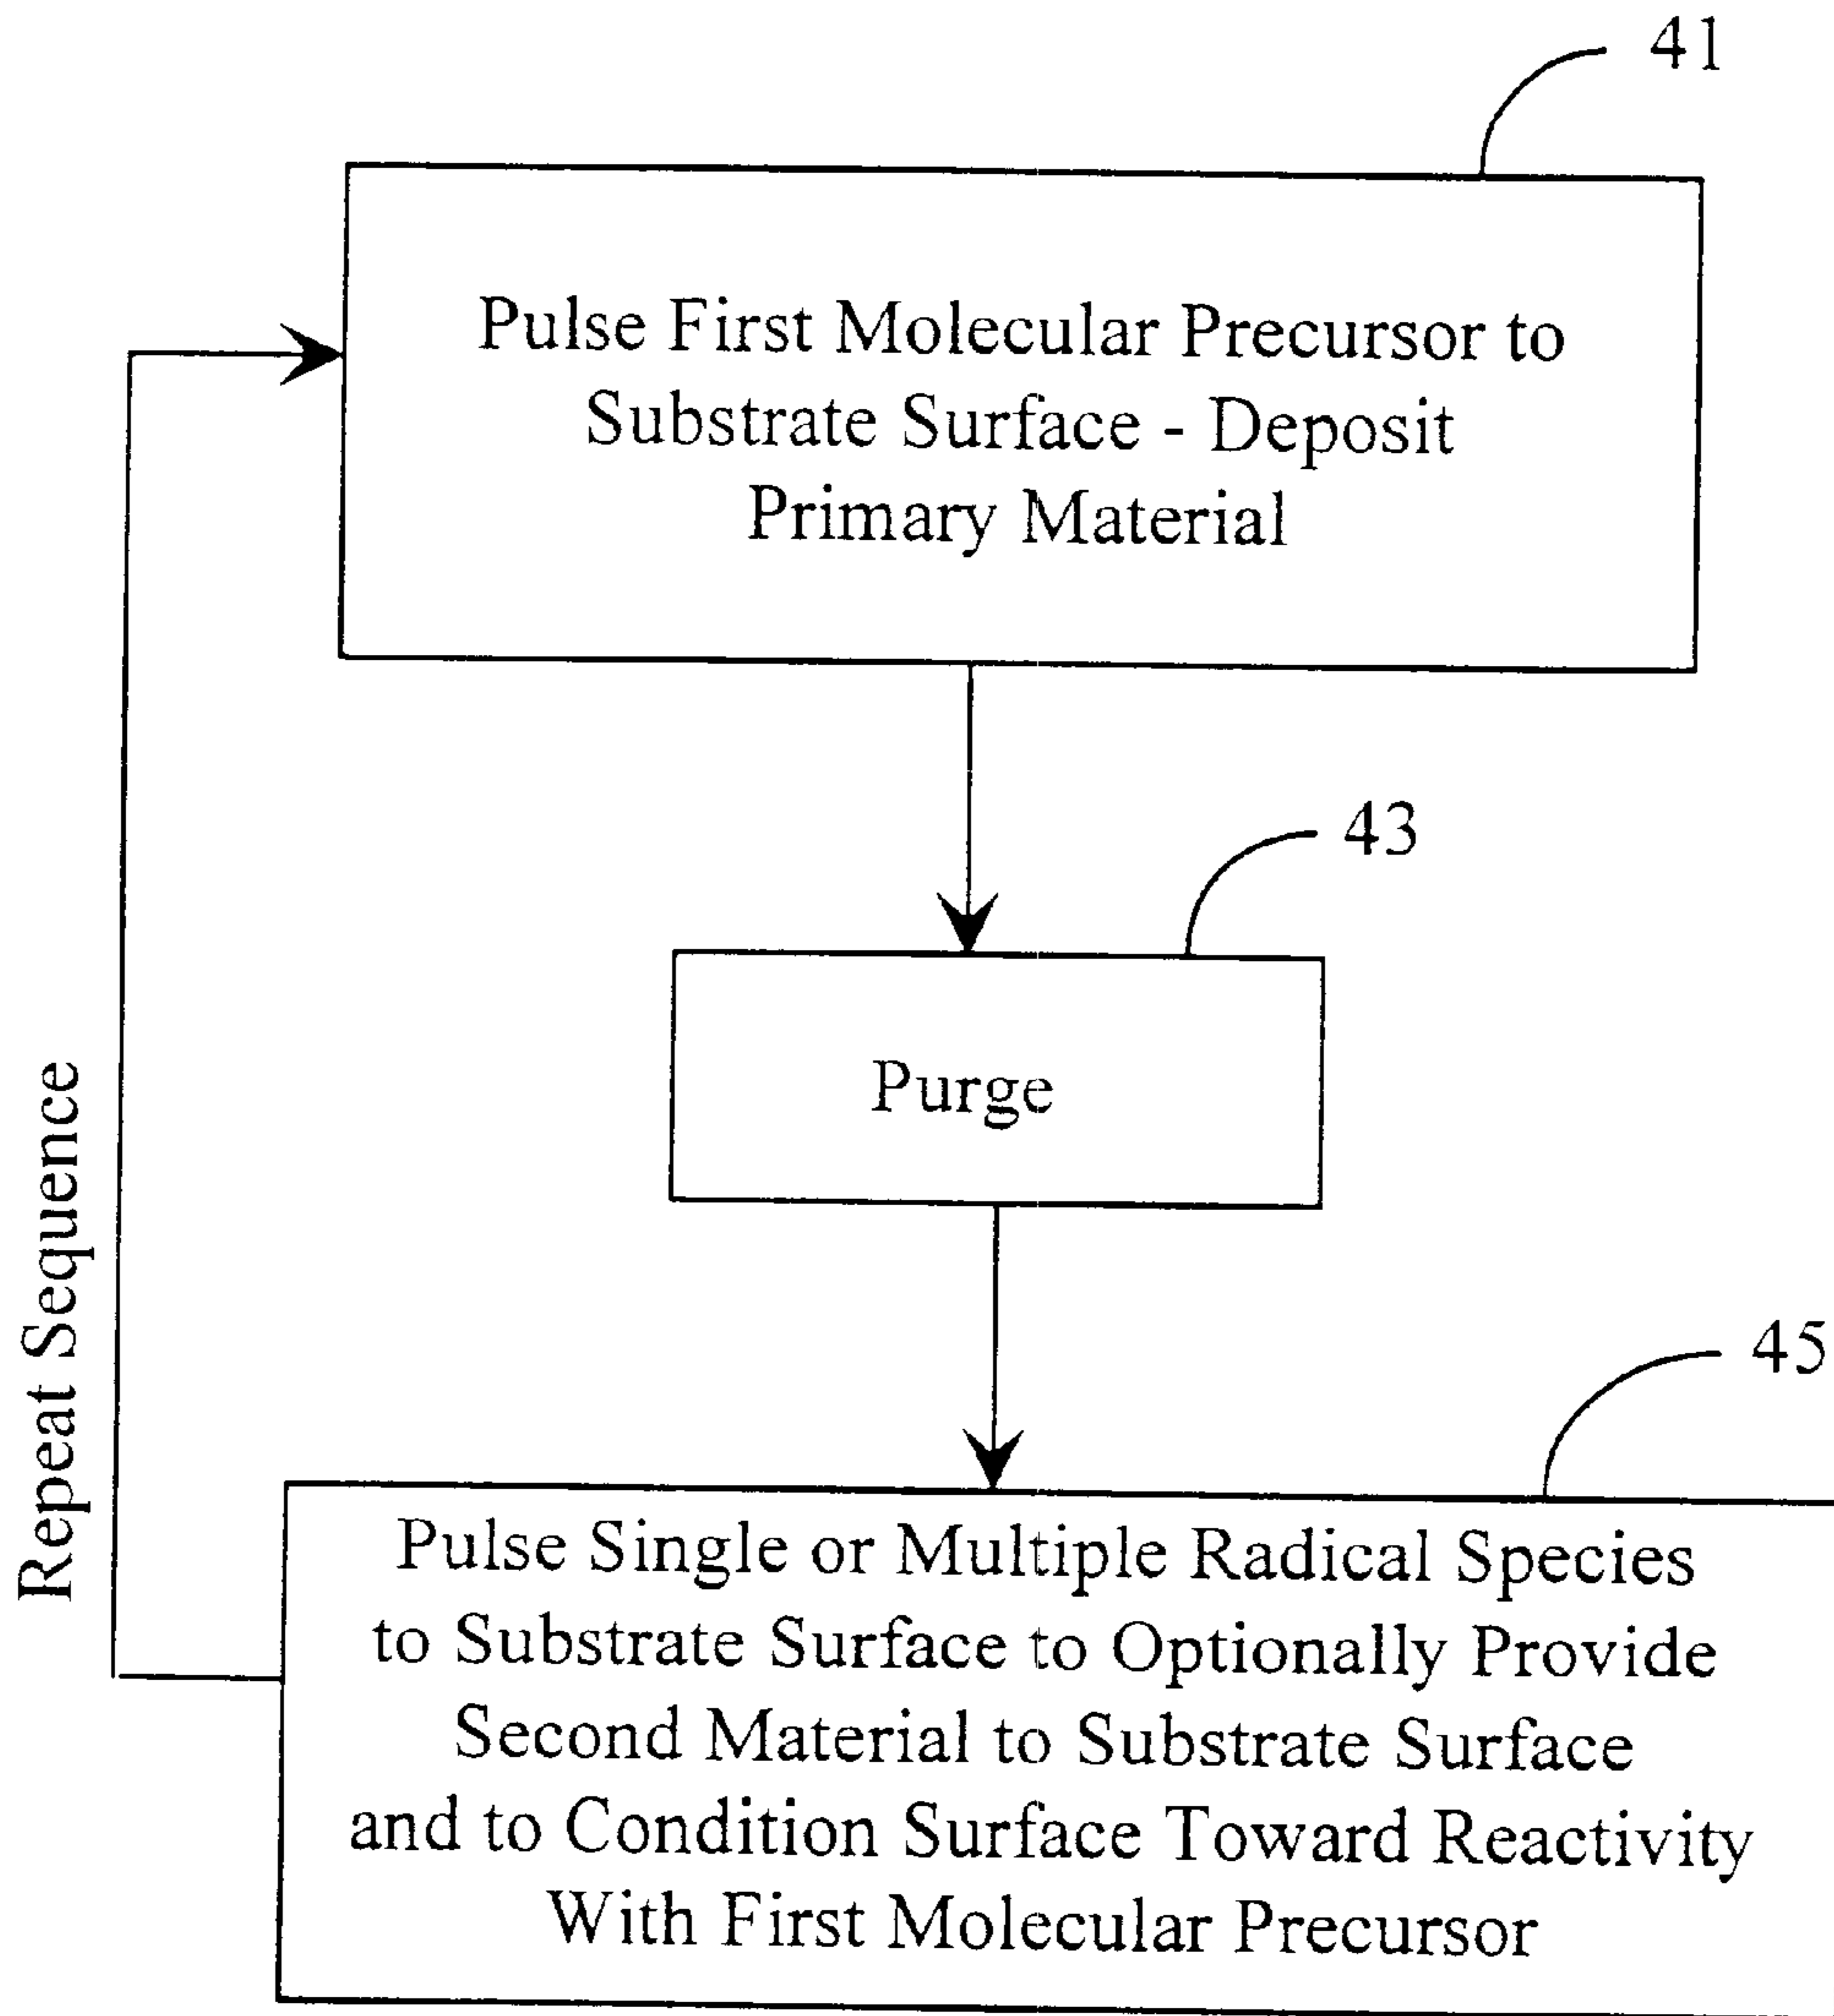 41
Pulse First Molecular Precursor to
Substrate Surface - Deposit
Primary Material
43
Purge
Repeat Sequence
45
Pulse Single or Multiple Radical Species
to Substrate Surface to Optionally Provide
Second Material to Substrate Surface
and to Condition Surface Toward Reactivity
With First Molecular Precursor